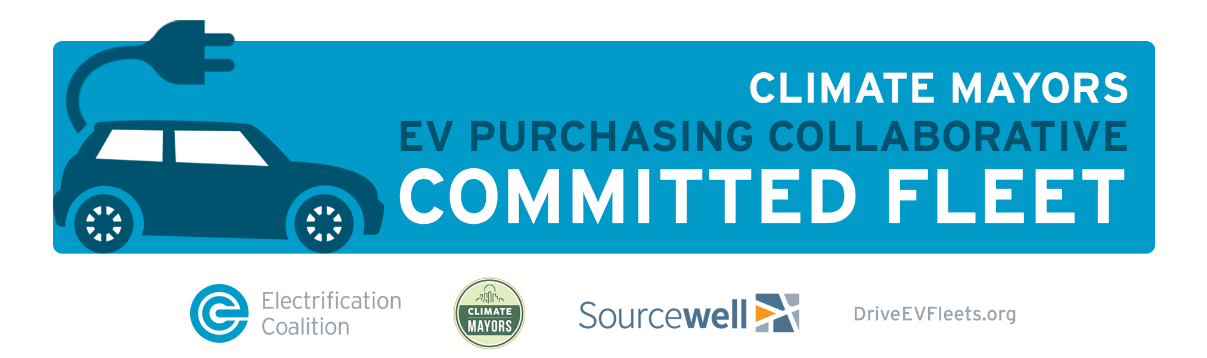 CLIMATE MAYORS
EV PURCHASING COLLABORATIVE
COMMITTED FLEET
Electrification
Coalition
CLIMATE
MAYORS
Sourcewell
DriveEVFleets.org